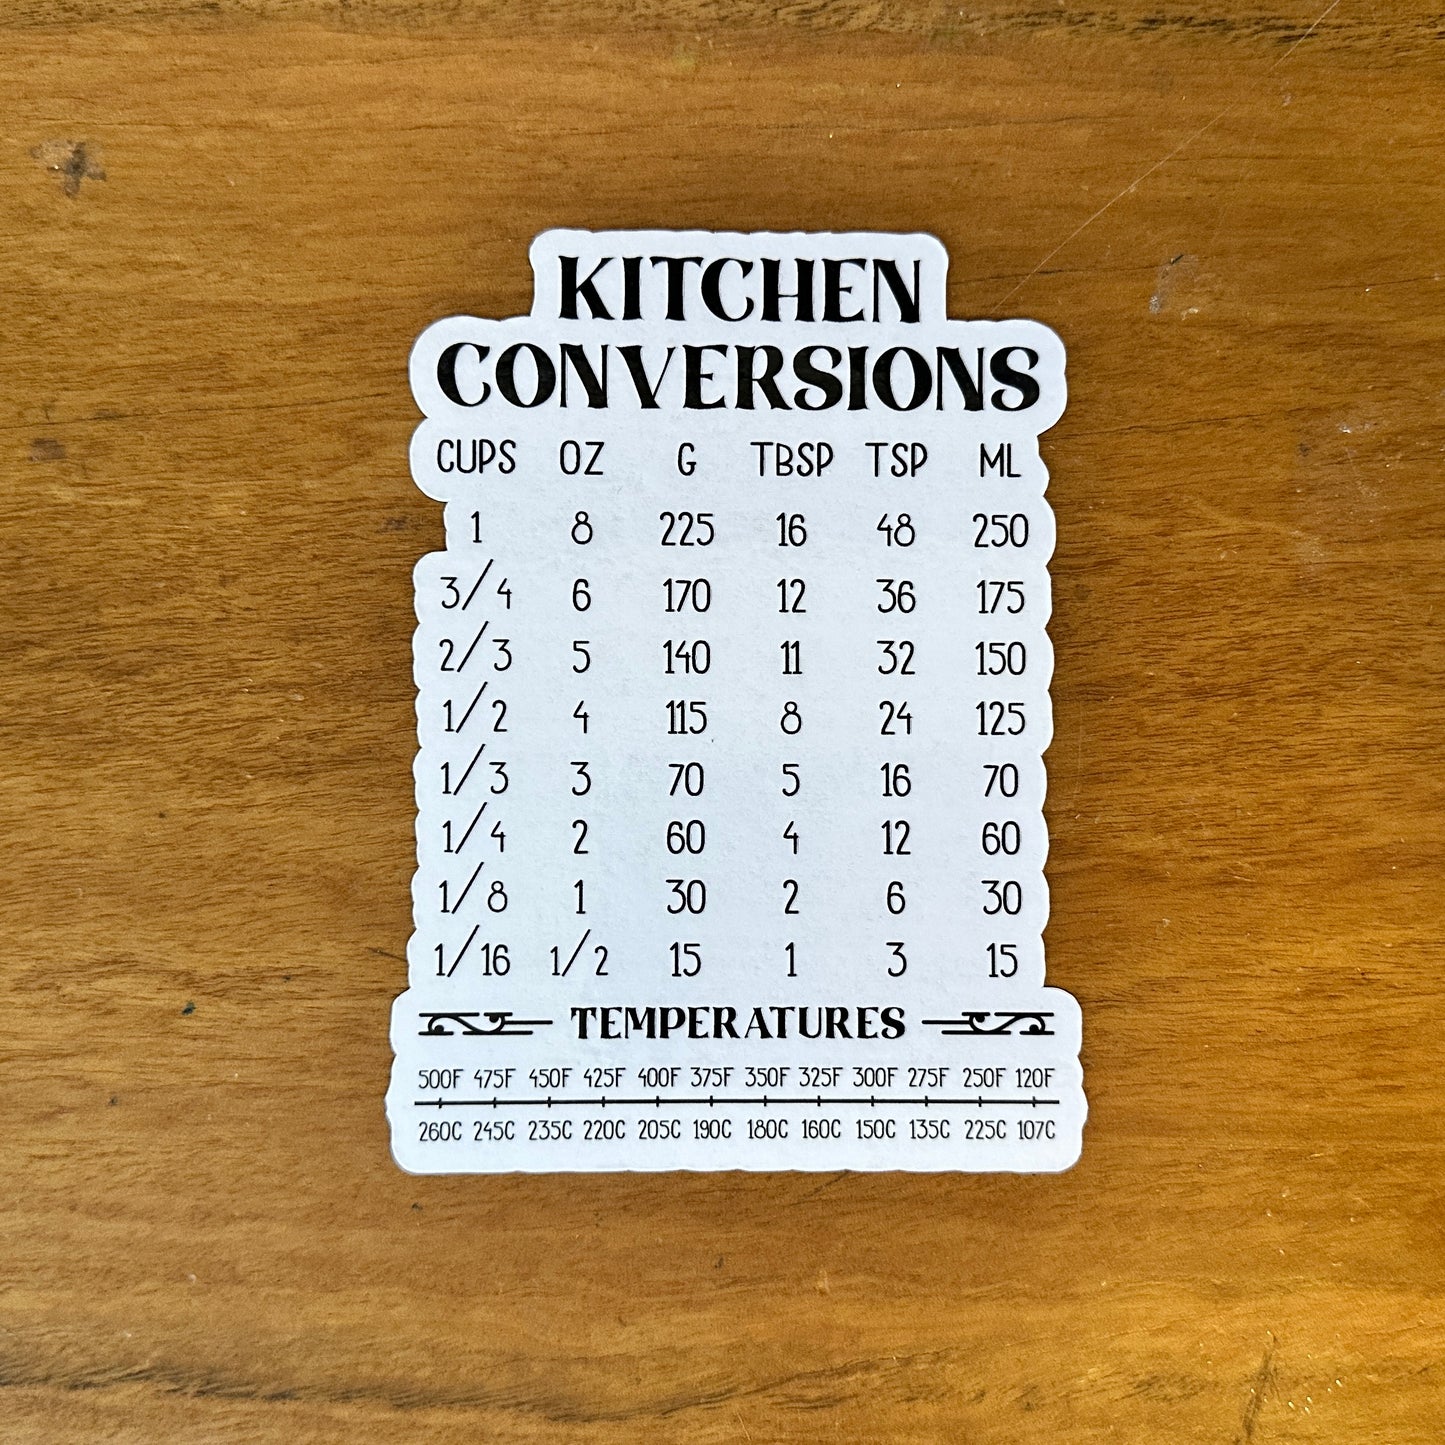 KITCHEN
CONVERSIONS
CUPS OZ G TBSP TSP ML
1 8 225 16 48 250
3/4 6 170 12 36 175
2/3 5 140 11 32 150
1/2 4 115 8 24 125
1/3 3 70 5 16 70
1/4 2 60 4 12 60
1/8 1 30 2 6 30
1/16 1/2 15 1 3 15
TEMPERATURES
500F 475F 450F 425F 400F 375F 350F 325F 300F 275F 250F 120F
260C 245C 235C 220C 205C 190C 180C 160C 150C 135C 225C 107C